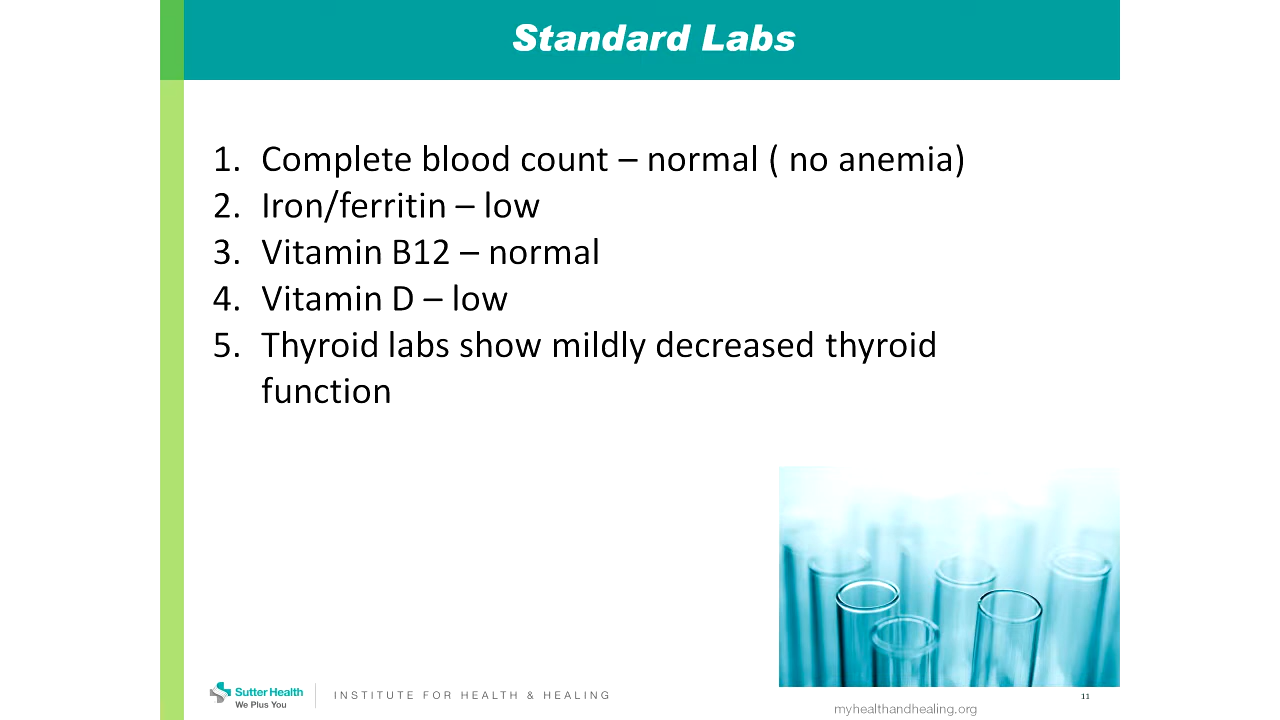 Standard Labs
1. Complete blood count – normal ( no anemia)
2. Iron/ferritin – low
3. Vitamin B12 – normal
4. Vitamin D – low
5. Thyroid labs show mildly decreased thyroid
function
Sutter Health
We Plus You
INSTITUTE FOR HEALTH & HEALING
11
myhealthandhealing.org